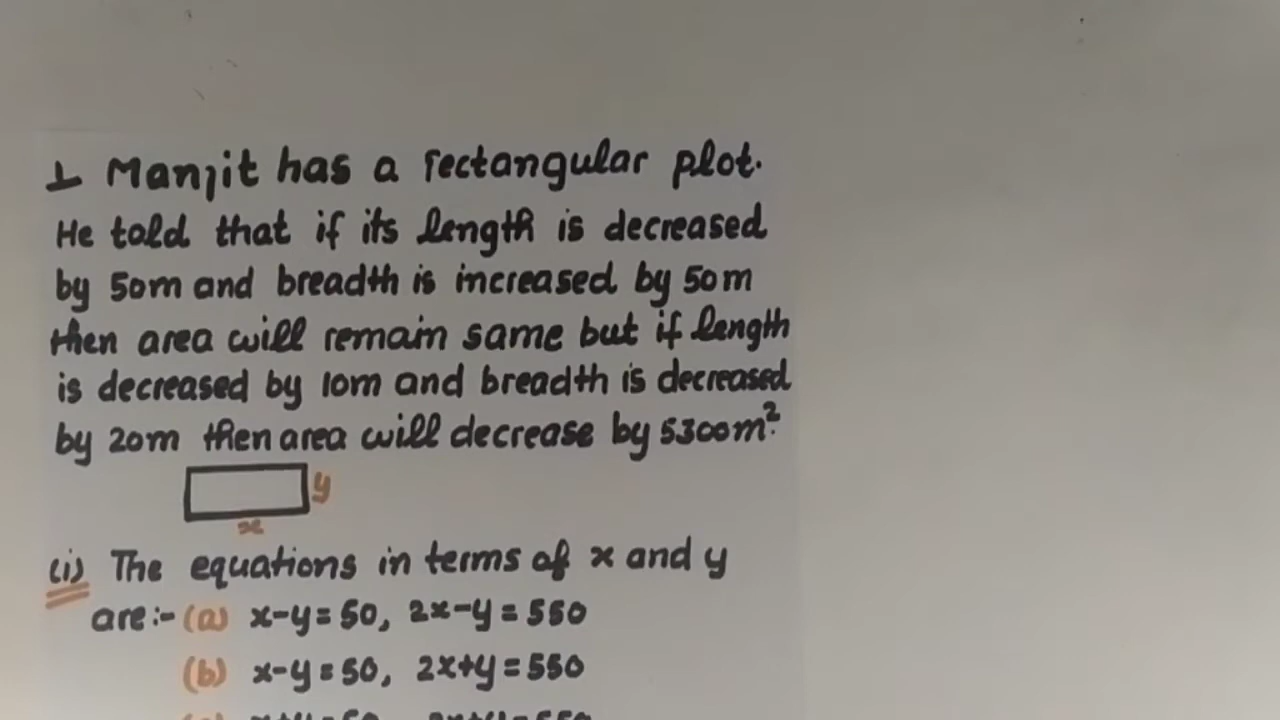 1 Manjit has a rectangular plot.
He told that if its length is decreased
by 50m and breadth is increased by 50m
then area will remain same but if length
is decreased by 10m and breadth is decreased
by 20m then area will decrease by 5300m².
y
x
(i) The equations in terms of x and y
are:- (a) x-y=50, 2x-y=550
(b) x-y=50, 2x+y=550